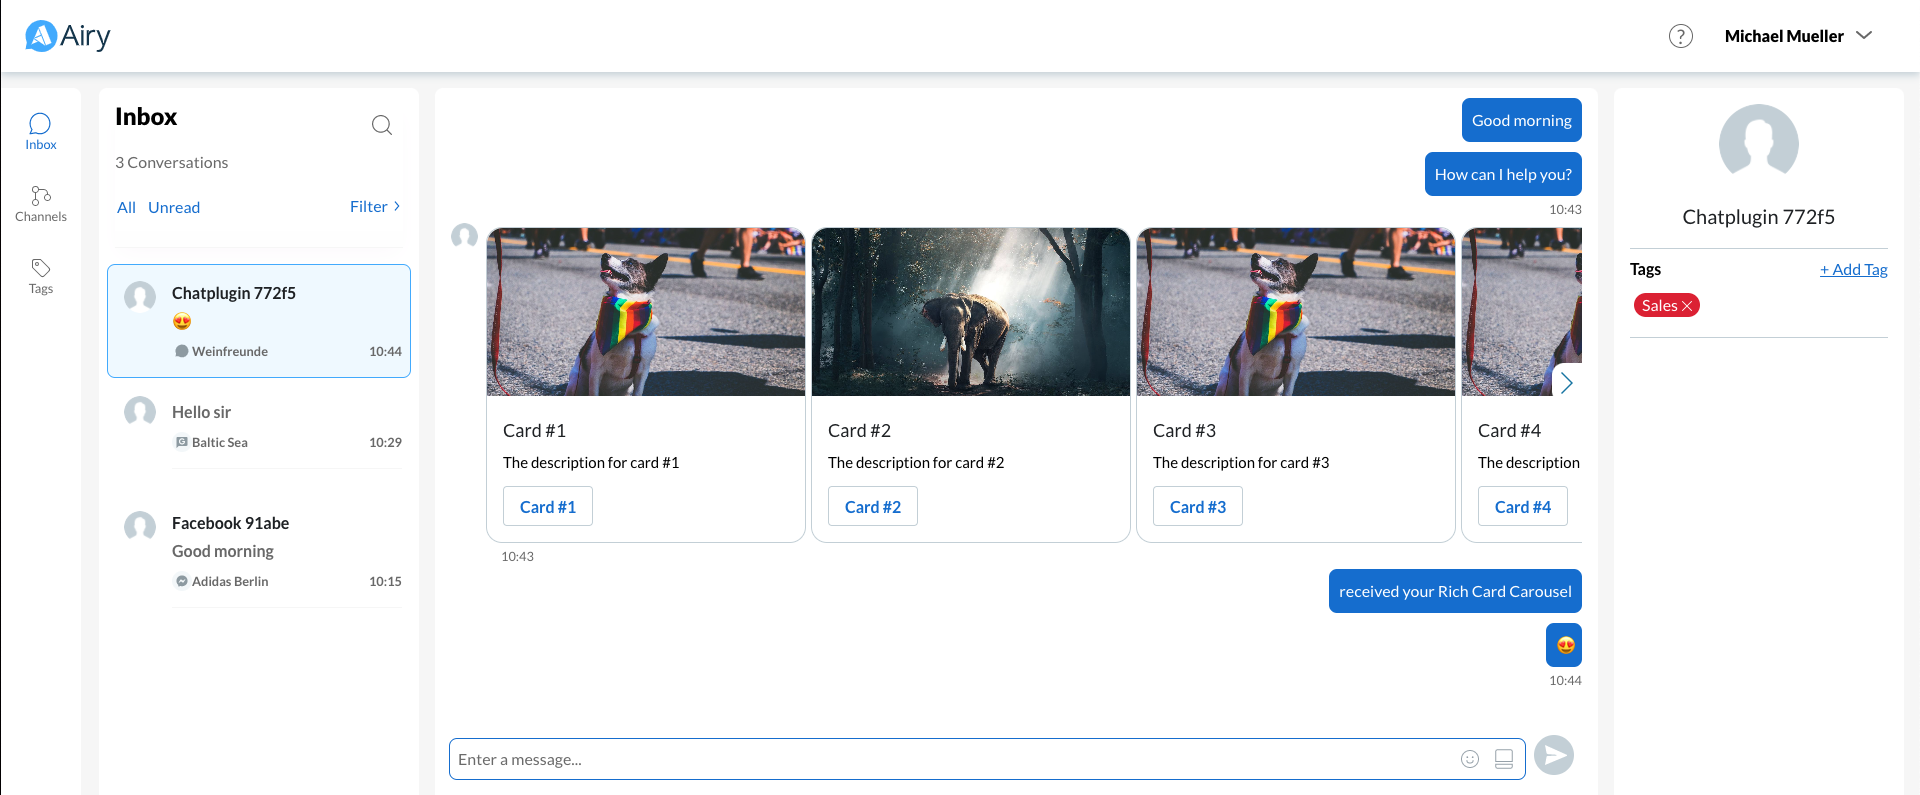 Airy
?
Michael Mueller
Inbox
Channels
Tags
Inbox
3 Conversations
All Unread Filter
Chatplugin 772f5
😍
Weinfreunde 10:44
Hello sir
Baltic Sea 10:29
Facebook 91abe
Good morning
Adidas Berlin 10:15
Good morning
How can I help you?
10:43
Card #1
The description for card #1
Card #1
Card #2
The description for card #2
Card #2
Card #3
The description for card #3
Card #3
Card #4
The description
Card #4
10:43
received your Rich Card Carousel
😍
10:44
Enter a message...
Chatplugin 772f5
Tags + Add Tag
Sales